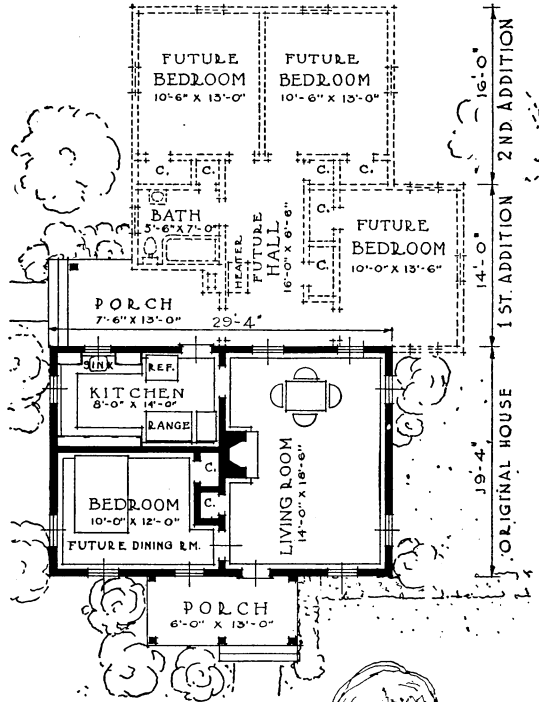 FUTURE
BEDROOM
10'-6" X 13'-0"
FUTURE
BEDROOM
10'-6" X 13'-0"
16'-0"
2ND. ADDITION
C.
C.
C.
C.
BATH
5'-6" X 7'-0"
HEATER
FUTURE
HALL
16'-0" X 6'-6"
C.
C.
FUTURE
BEDROOM
10'-0" X 13'-6"
14'-0"
1ST. ADDITION
PORCH
7'-6" X 13'-0"
29'-4"
SINK
REF.
KITCHEN
8'-0" X 14'-0"
RANGE
C.
C.
BEDROOM
10'-0" X 12'-0"
FUTURE DINING RM.
LIVING ROOM
14'-0" X 18'-6"
19'-4"
ORIGINAL HOUSE
PORCH
6'-0" X 13'-0"